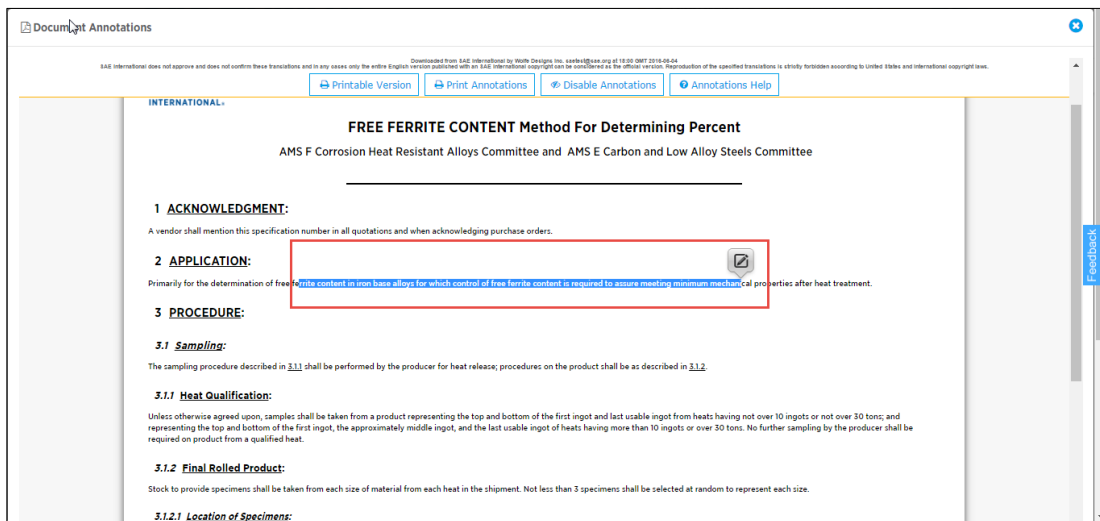 Document Annotations
Downloaded from SAE International by Wolfe Designs Inc. saetest@sae.org at 18:00 GMT 2016-06-04
SAE International does not approve and does not confirm these translations and in any cases only the entire English version published with an SAE International copyright can be considered as the official version. Reproduction of the specified translations is strictly forbidden according to United States and International copyright laws.
Printable Version
Print Annotations
Disable Annotations
Annotations Help
INTERNATIONAL®
FREE FERRITE CONTENT Method For Determining Percent
AMS F Corrosion Heat Resistant Alloys Committee and AMS E Carbon and Low Alloy Steels Committee
1 ACKNOWLEDGMENT:
A vendor shall mention this specification number in all quotations and when acknowledging purchase orders.
2 APPLICATION:
Primarily for the determination of free ferrite content in iron base alloys for which control of free ferrite content is required to assure meeting minimum mechanical properties after heat treatment.
3 PROCEDURE:
3.1 Sampling:
The sampling procedure described in 3.1.1 shall be performed by the producer for heat release; procedures on the product shall be as described in 3.1.2.
3.1.1 Heat Qualification:
Unless otherwise agreed upon, samples shall be taken from a product representing the top and bottom of the first ingot and last usable ingot from heats having not over 10 ingots or not over 30 tons; and
representing the top and bottom of the first ingot, the approximately middle ingot, and the last usable ingot of heats having more than 10 ingots or over 30 tons. No further sampling by the producer shall be
required on product from a qualified heat.
3.1.2 Final Rolled Product:
Stock to provide specimens shall be taken from each size of material from each heat in the shipment. Not less than 3 specimens shall be selected at random to represent each size.
3.1.2.1 Location of Specimens:
Feedback